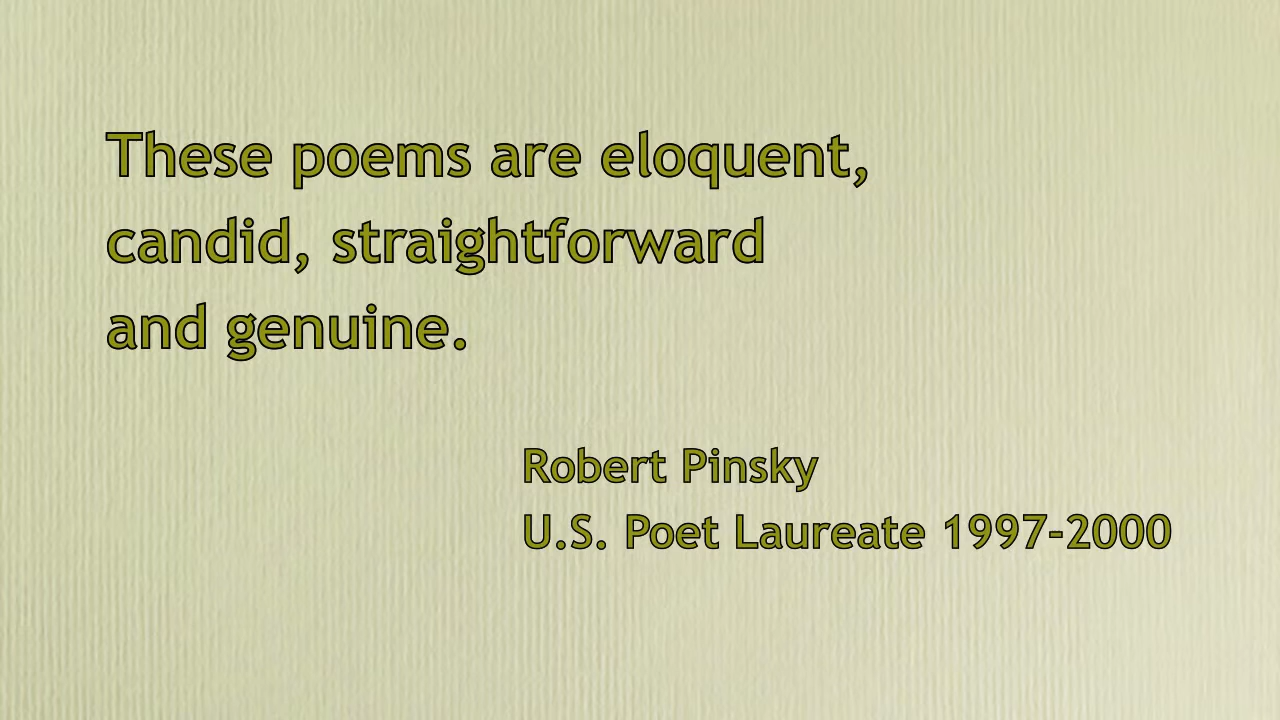 These poems are eloquent,
candid, straightforward
and genuine.
Robert Pinsky
U.S. Poet Laureate 1997-2000